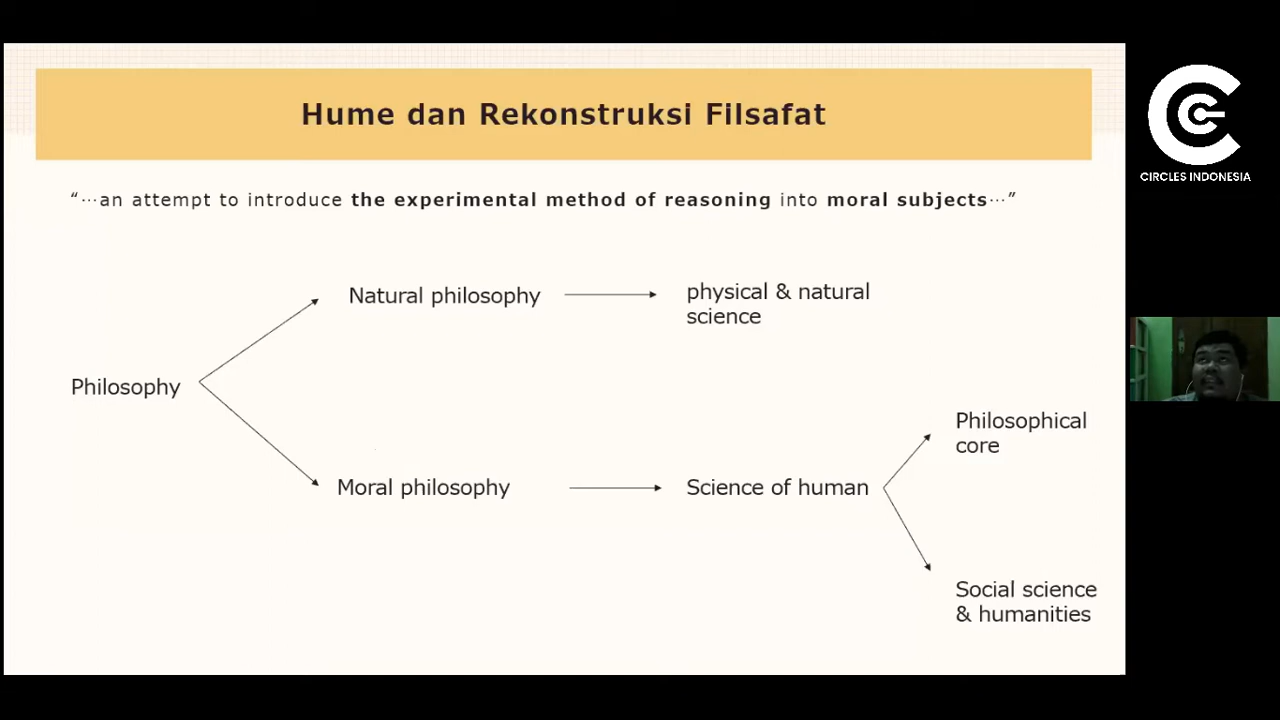 Hume dan Rekonstruksi Filsafat
“…an attempt to introduce the experimental method of reasoning into moral subjects…”
Natural philosophy
physical & natural
science
Philosophy
Philosophical
core
Moral philosophy
Science of human
Social science
& humanities
CIRCLES INDONESIA